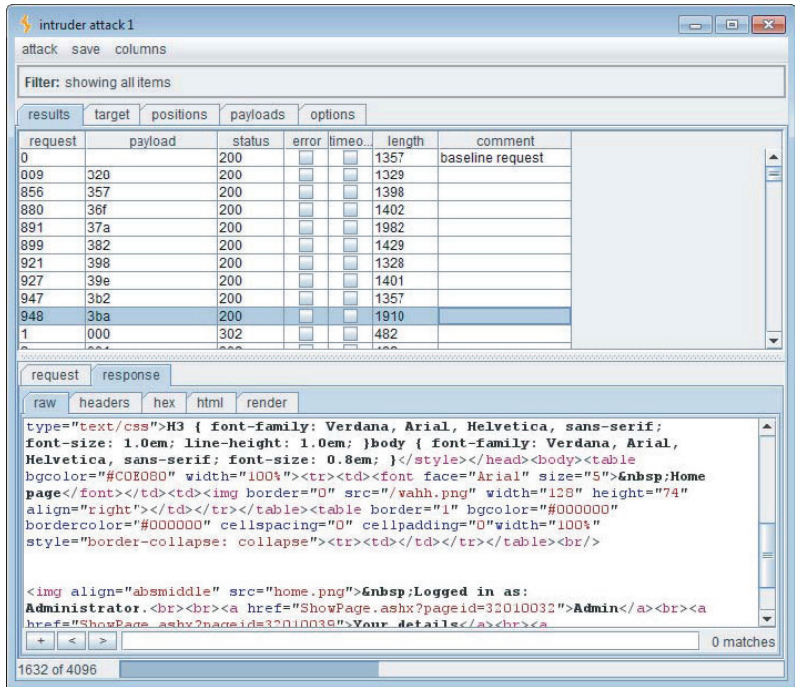 intruder attack 1
attack save columns
Filter: showing all items
results target positions payloads options
request payload status error timeo... length comment
0 200 1357 baseline request
009 320 200 1329
856 357 200 1398
880 36f 200 1402
891 37a 200 1982
899 382 200 1429
921 398 200 1328
927 39e 200 1401
947 3b2 200 1357
948 3ba 200 1910
1 000 302 482
request response
raw headers hex html render
type="text/css">H3 { font-family: Verdana, Arial, Helvetica, sans-serif;
font-size: 1.0em; line-height: 1.0em; }body { font-family: Verdana, Arial,
Helvetica, sans-serif; font-size: 0.8em; }</style></head><body><table
bgcolor="#C0E080" width="100%"><tr><td><font face="Arial" size="5">&nbsp;Home
page</font></td><td><img border="0" src="/wahh.png" width="128" height="74"
align="right"></td></tr></table><table border="1" bgcolor="#000000"
bordercolor="#000000" cellspacing="0" cellpadding="0"width="100%"
style="border-collapse: collapse"><tr><td></td></tr></table><br/>
<img align="absmiddle" src="home.png">&nbsp;Logged in as:
Administrator.<br><br><a href="ShowPage.ashx?pageid=32010032">Admin</a><br><a
href="ShowPage.ashx?pageid=32010039">Your details</a><br><a
+ < > 0 matches
1632 of 4096